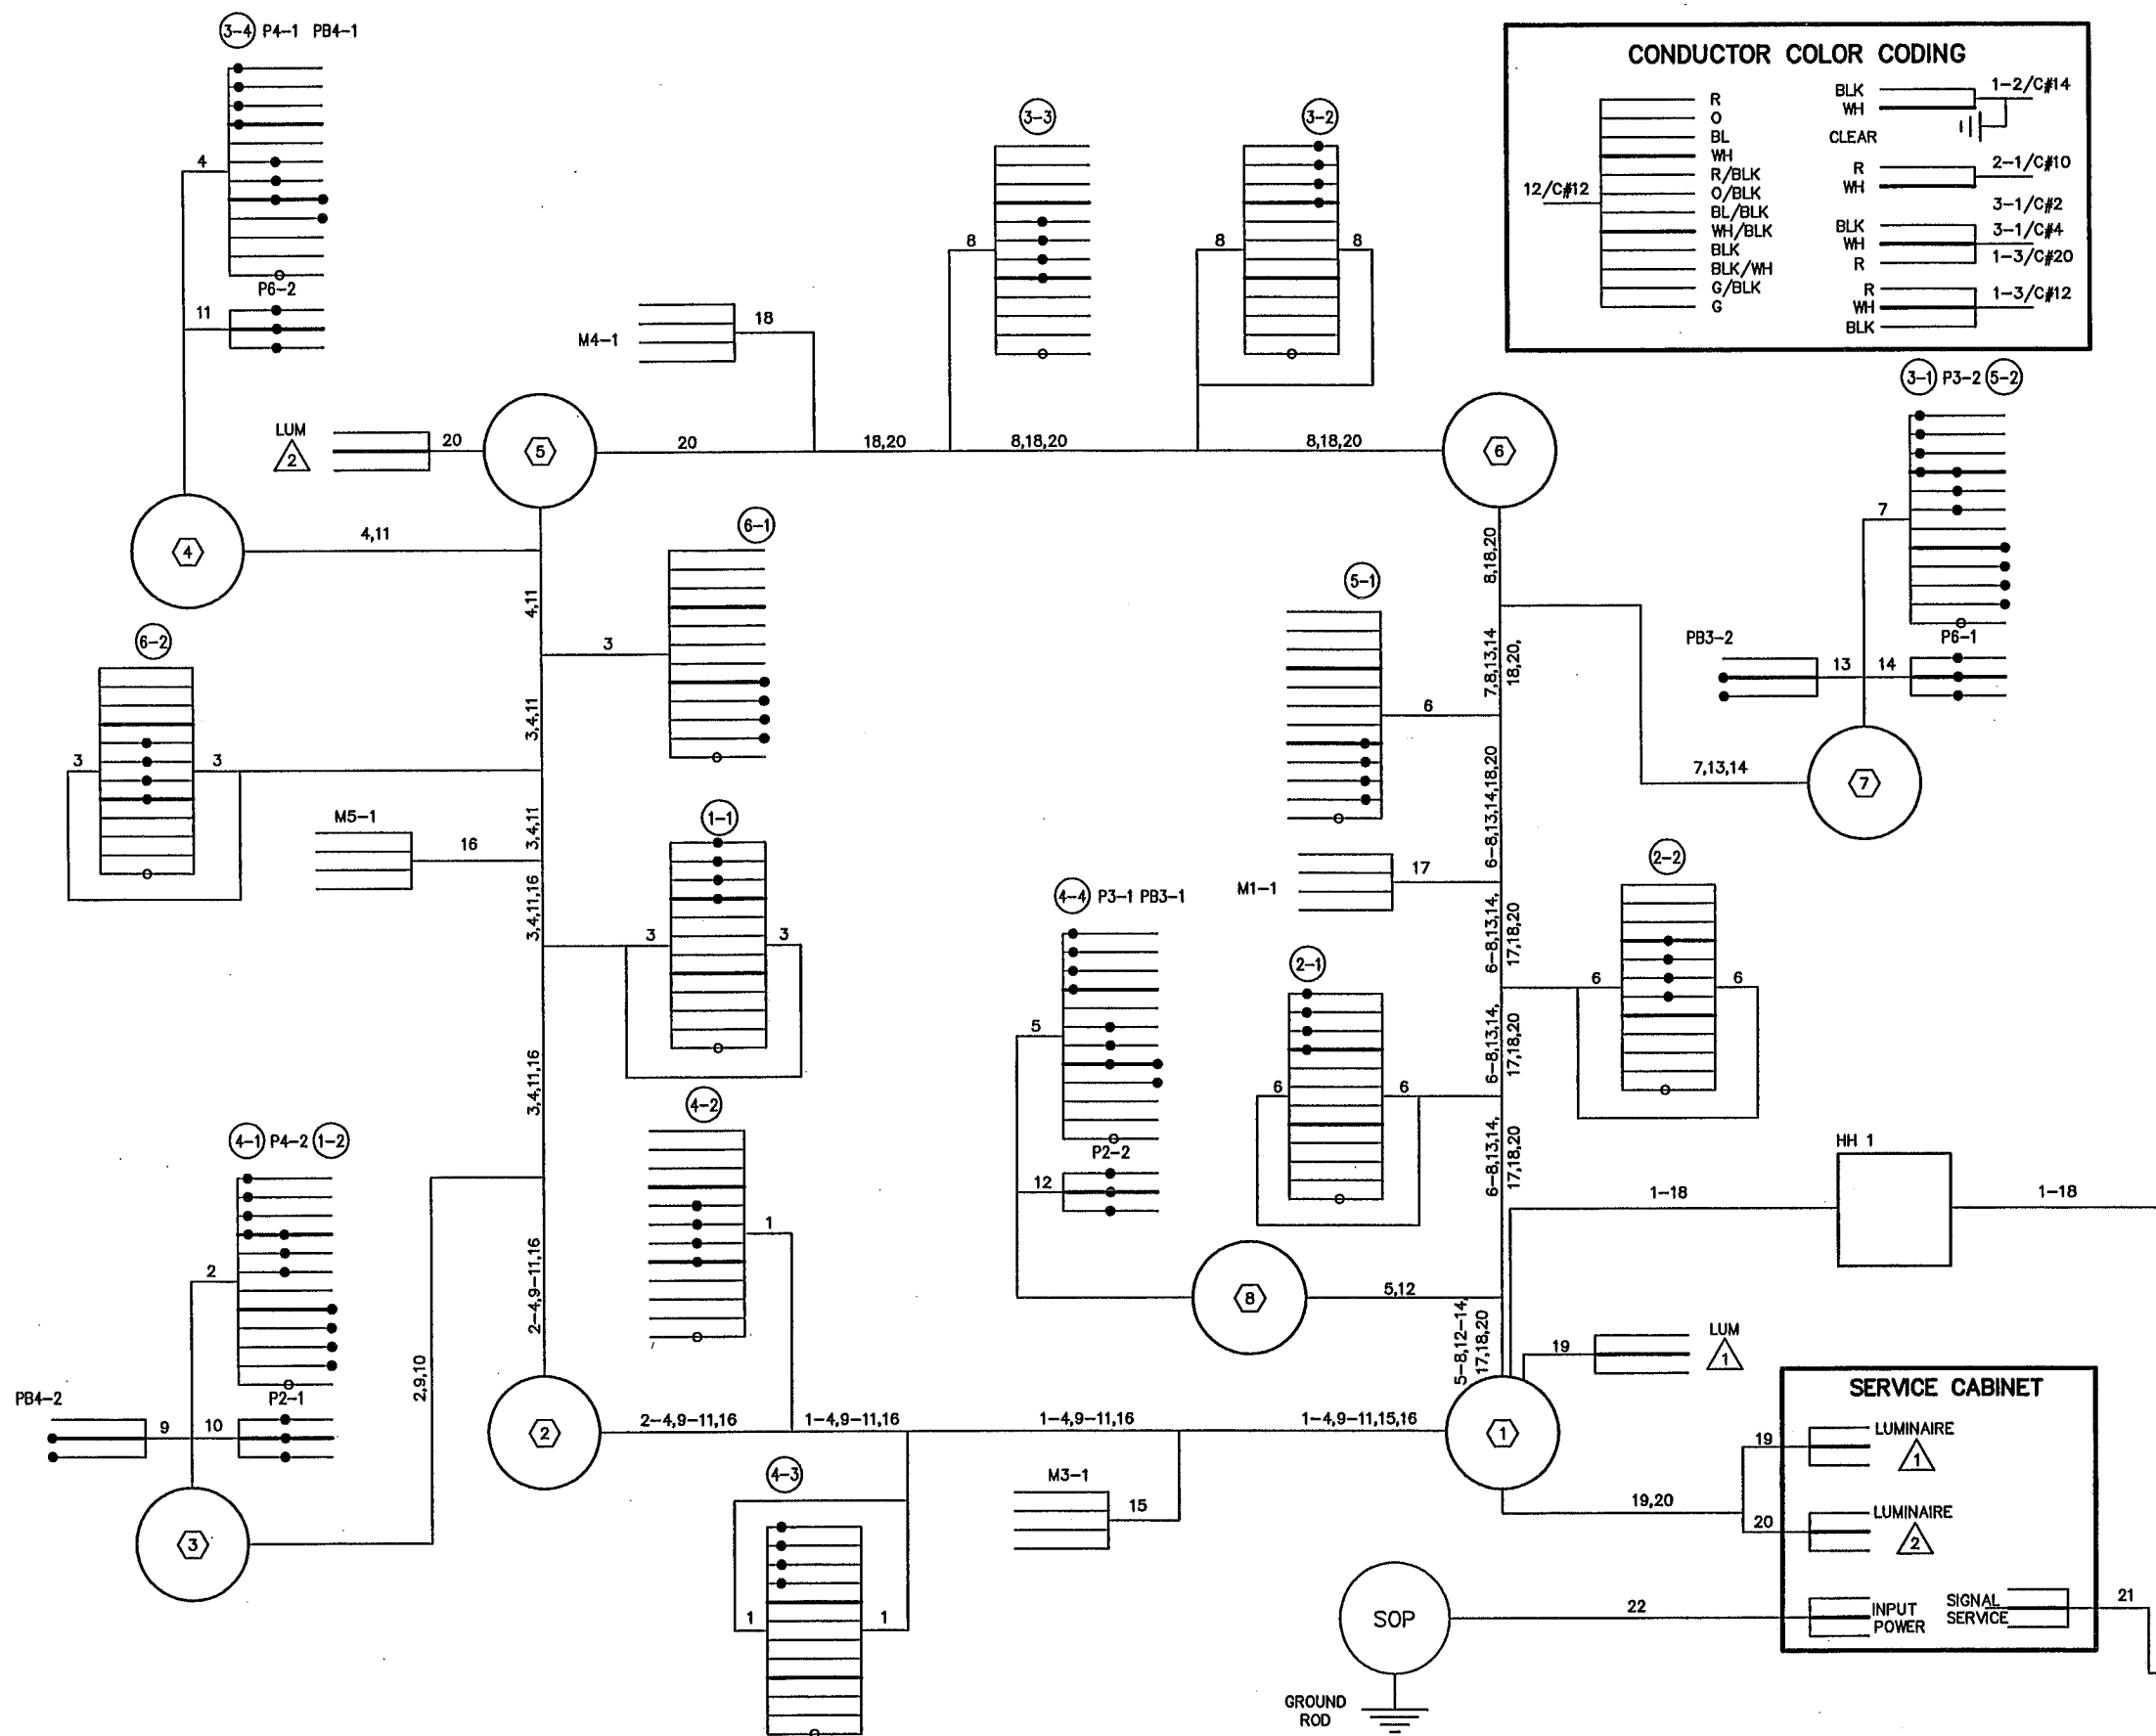 3-4 P4-1 PB4-1
4
P6-2
11
M4-1
18
3-3
8
3-2
8
8
CONDUCTOR COLOR CODING
12/C#12
R
O
BL
WH
R/BLK
O/BLK
BL/BLK
WH/BLK
BLK
BLK/WH
G/BLK
G
BLK
WH
1-2/C#14
CLEAR
R
WH
2-1/C#10
3-1/C#2
BLK
WH
R
3-1/C#4
1-3/C#20
R
WH
BLK
1-3/C#12
3-1 P3-2 5-2
7
P6-1
PB3-2
13
14
7
7,13,14
LUM
2
20
5
20
18,20
8,18,20
8,18,20
6
4
4,11
4,11
6-1
3
3,4,11
6-2
3
3
M5-1
16
3,4,11
3,4,11,16
1-1
3
3
3,4,11,16
8,18,20
5-1
6
7,8,13,14
18,20,
6-8,13,14,18,20
M1-1
17
6-8,13,14,
17,18,20
2-2
6
6
4-4 P3-1 PB3-1
5
P2-2
12
2-1
6
6
6-8,13,14,
17,18,20
6-8,13,14,
17,18,20
8
5,12
5-8,12-14,
17,18,20
HH 1
1-18
1-18
4-1 P4-2 1-2
2
PB4-2
9
10
P2-1
3
2,9,10
2-4,9-11,16
4-2
1
2
2-4,9-11,16
1-4,9-11,16
1-4,9-11,16
1-4,9-11,15,16
1
4-3
1
1
M3-1
15
19
LUM
1
SERVICE CABINET
19
LUMINAIRE
1
19,20
20
LUMINAIRE
2
INPUT
POWER
SIGNAL
SERVICE
21
22
SOP
GROUND
ROD